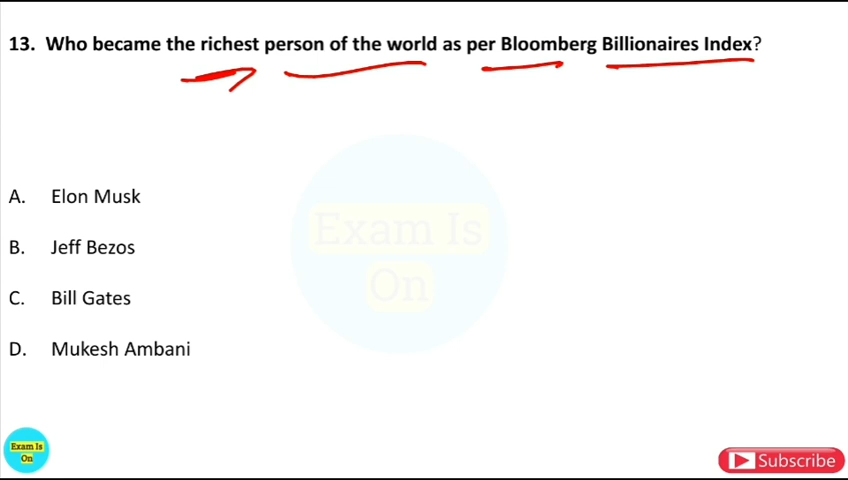 13. Who became the richest person of the world as per Bloomberg Billionaires Index?
Exam Is
On
A. Elon Musk
B. Jeff Bezos
C. Bill Gates
D. Mukesh Ambani
Exam Is
On
Subscribe